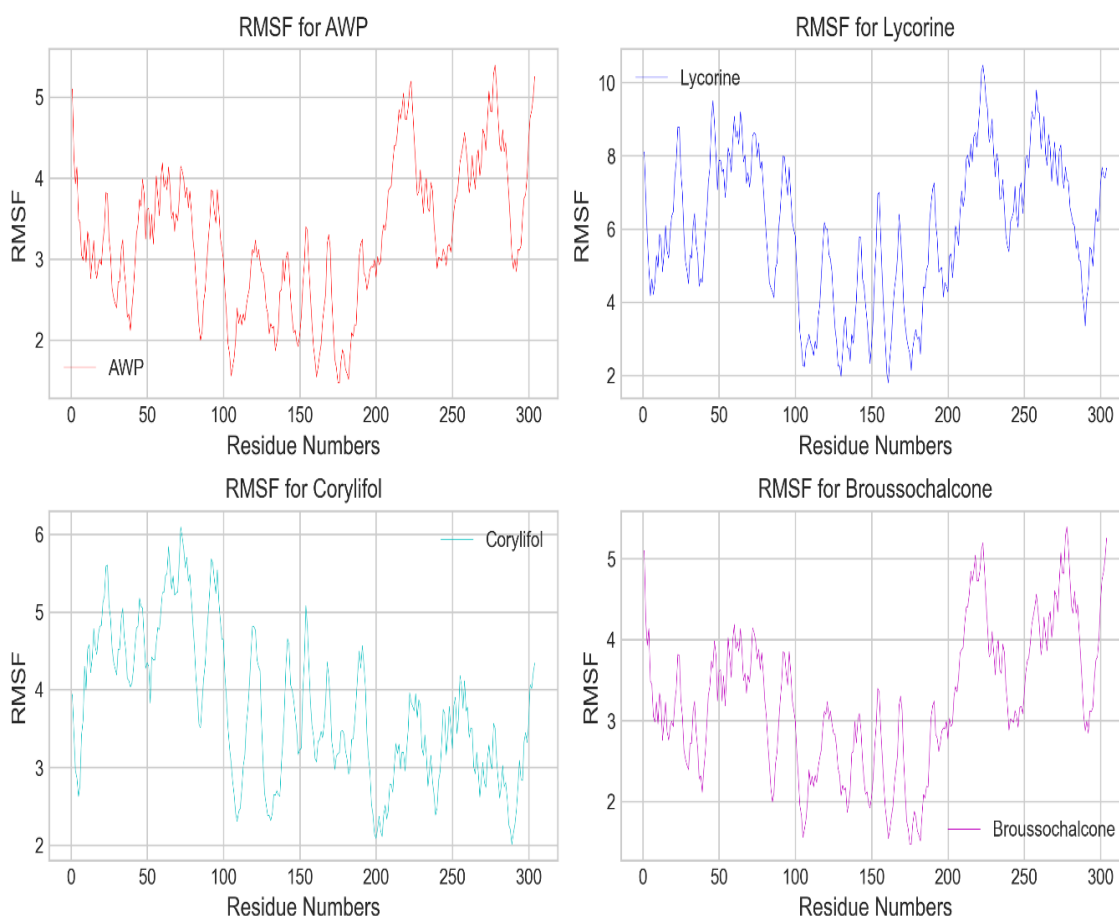 RMSF for AWP
RMSF
5
4
3
2
AWP
0 50 100 150 200 250 300
Residue Numbers
RMSF for Lycorine
RMSF
10
8
6
4
2
Lycorine
0 50 100 150 200 250 300
Residue Numbers
RMSF for Corylifol
RMSF
6
5
4
3
2
Corylifol
0 50 100 150 200 250 300
Residue Numbers
RMSF for Broussochalcone
RMSF
5
4
3
2
Broussochalcone
0 50 100 150 200 250 300
Residue Numbers